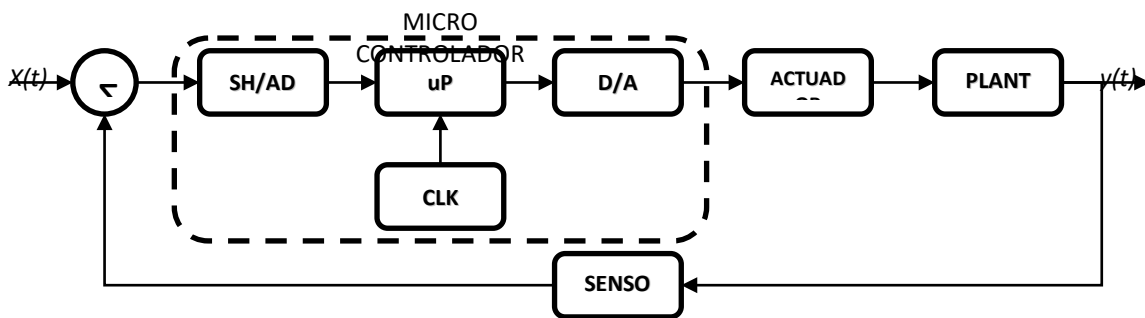 MICRO
CONTROLADOR
X(t)
Σ
SH/AD
uP
D/A
ACTUAD
PLANT
y(t)
CLK
SENSO